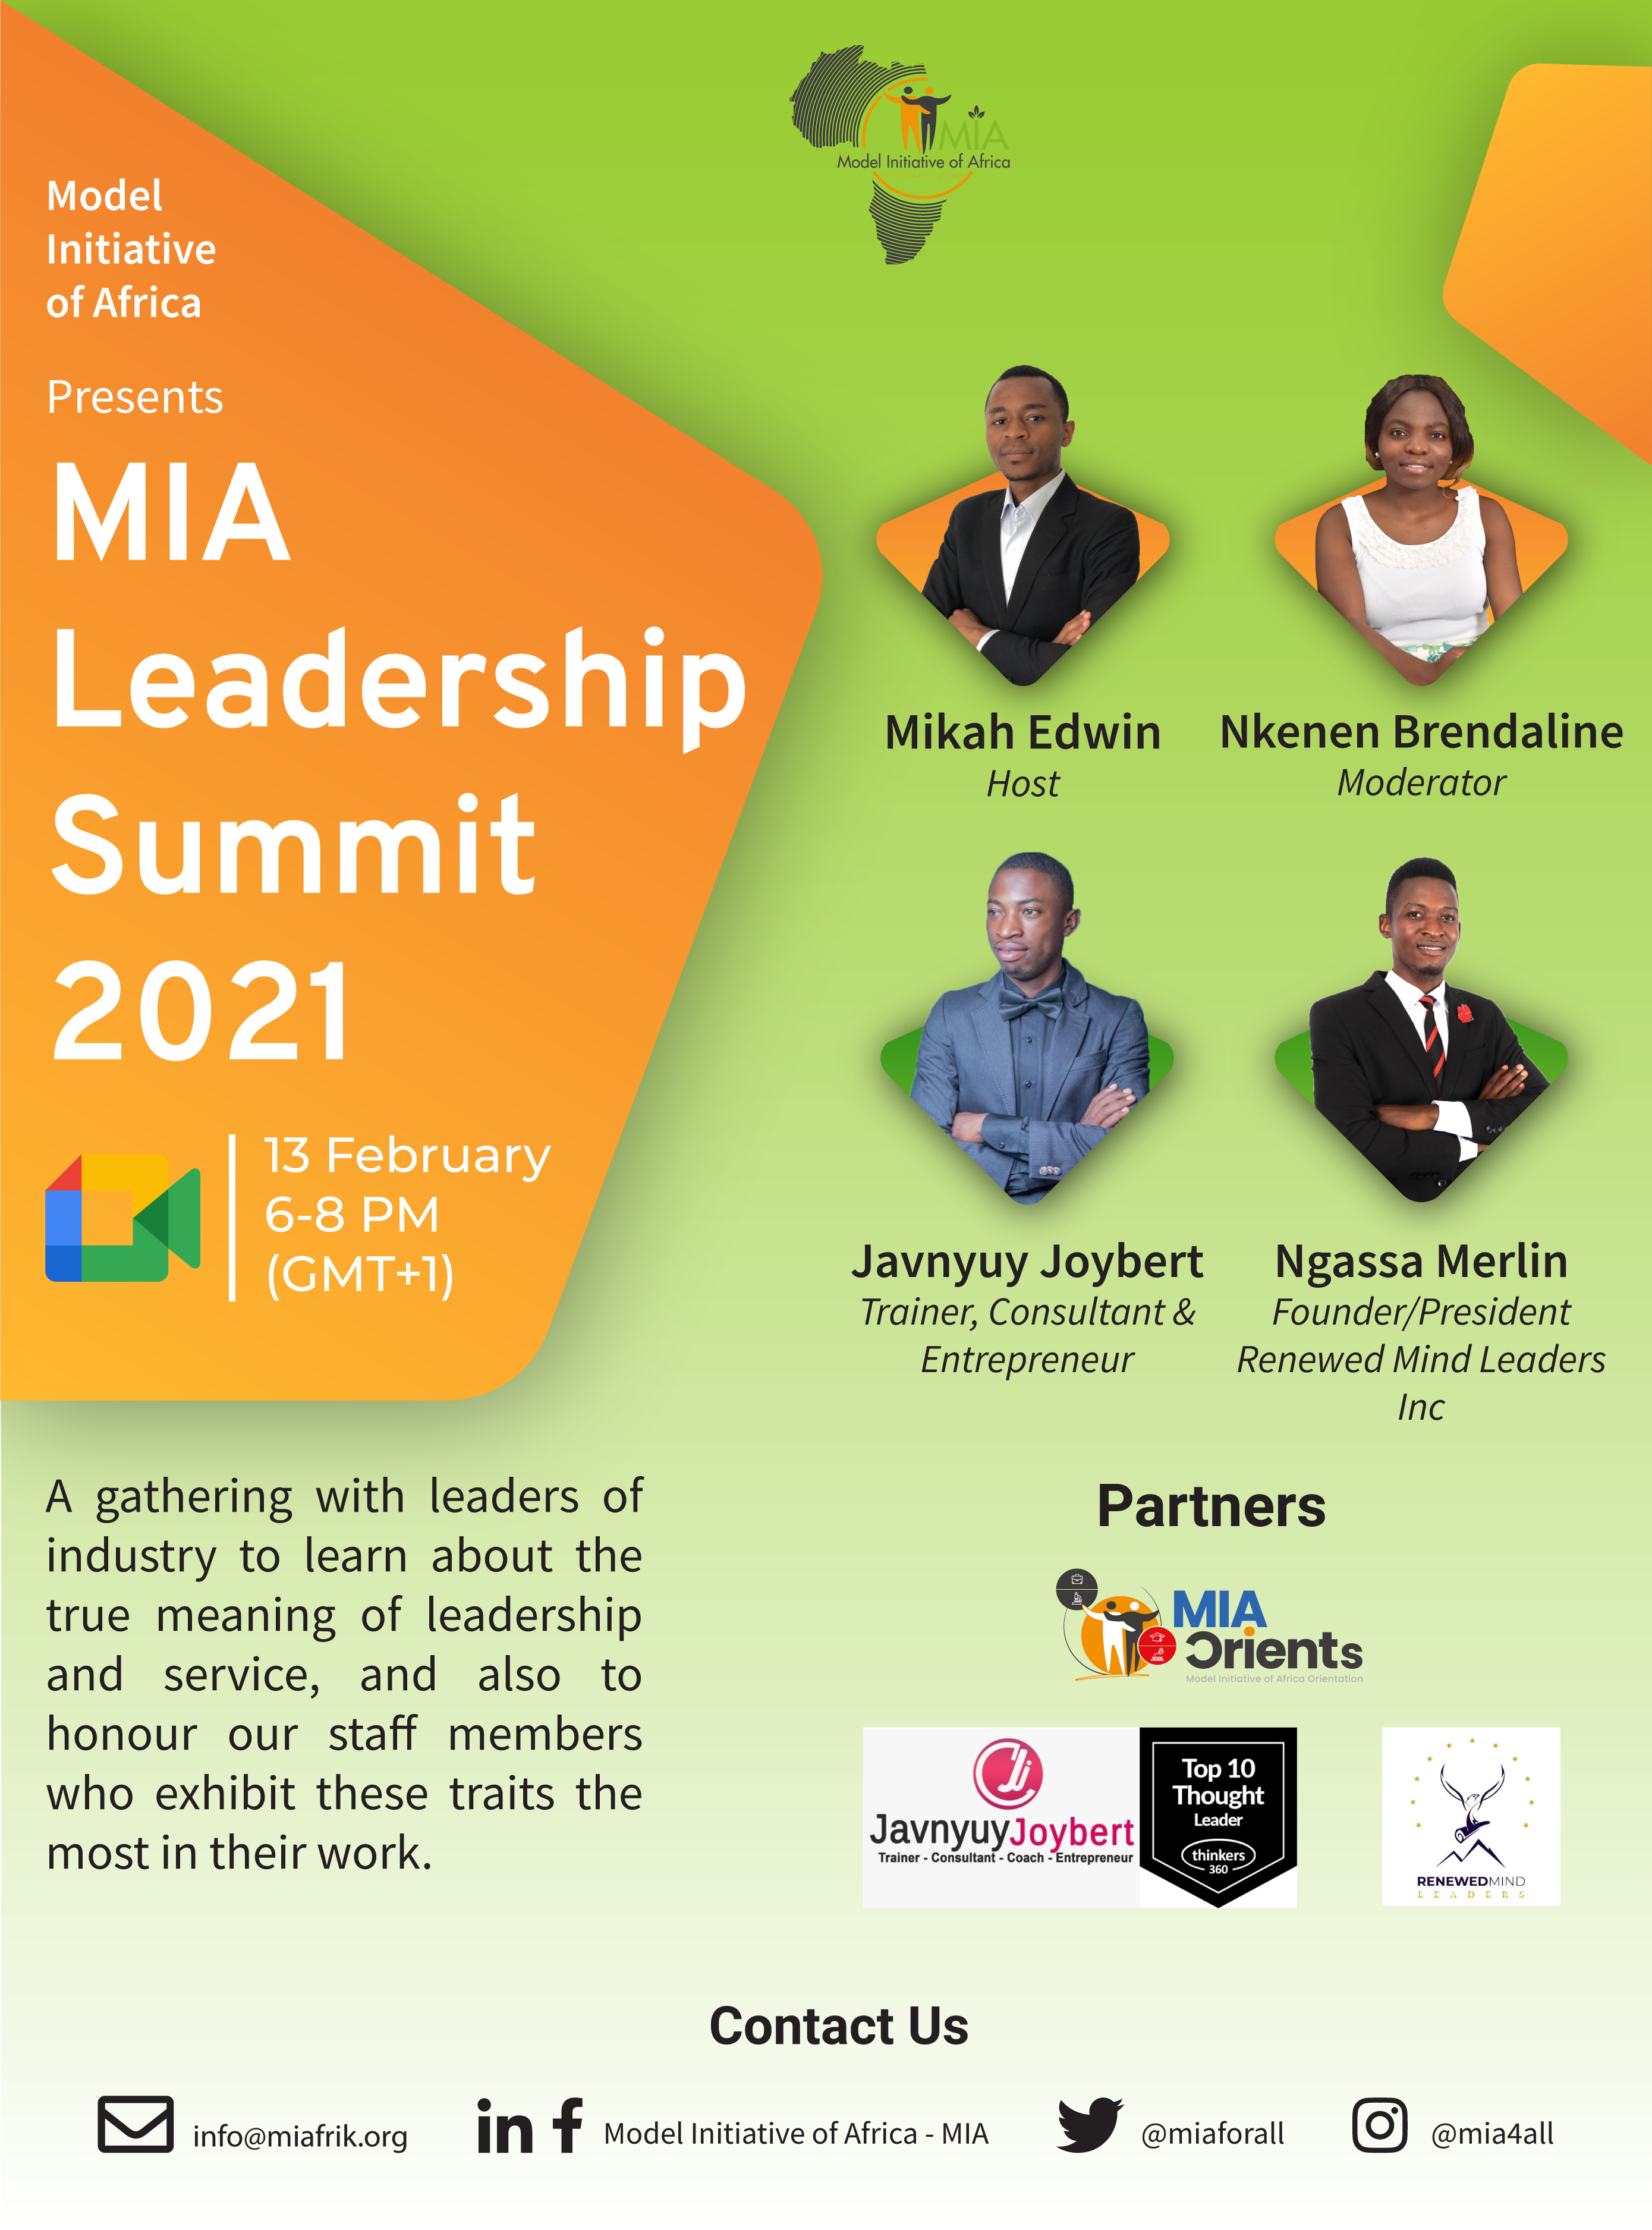 MIA
Model Initiative of Africa
Model
Initiative
of Africa
Presents
MIA
Leadership
Summit
2021
13 February
6-8 PM
(GMT+1)
Mikah Edwin
Host
Nkenen Brendaline
Moderator
Javnyuy Joybert
Trainer, Consultant &
Entrepreneur
Ngassa Merlin
Founder/President
Renewed Mind Leaders
Inc
A gathering with leaders of
industry to learn about the
true meaning of leadership
and service, and also to
honour our staff members
who exhibit these traits the
most in their work.
Partners
MIA
Orients
Model Initiative of Africa Orientation
JavnyuyJoybert
Trainer - Consultant - Coach - Entrepreneur
Top 10
Thought
Leader
thinkers
360
RENEWEDMIND
LEADERS
Contact Us
info@miafrik.org
in f Model Initiative of Africa - MIA
@miaforall
@mia4all